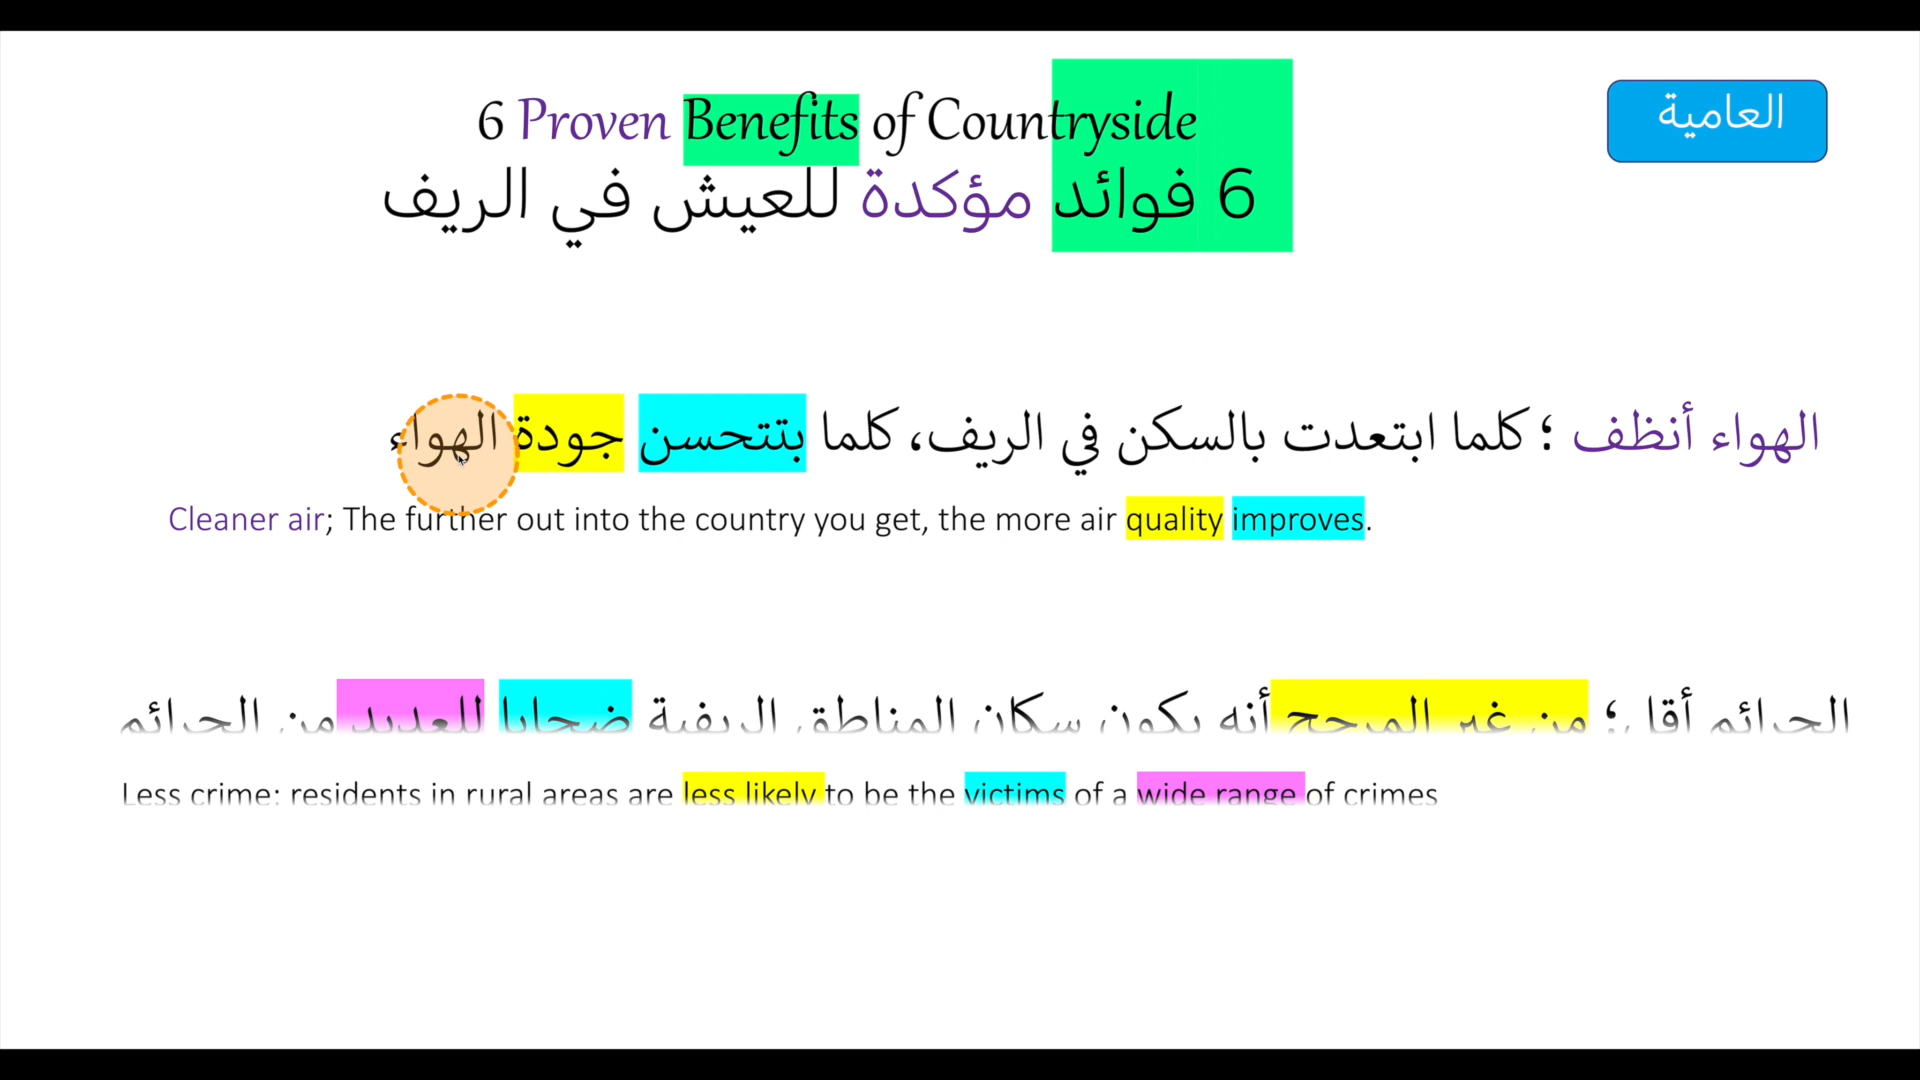 6 Proven Benefits of Countryside
العامية
6 فوائد مؤكدة للعيش في الريف
الهواء أنظف ؛ كلما ابتعدت بالسكن في الريف، كلما بتتحسن جودة الهواء
Cleaner air; The further out into the country you get, the more air quality improves.
الجرائم أقل؛ من غير المرجح أنه يكون سكان المناطق الريفية ضحايا للعديد من الجرائم
Less crime: residents in rural areas are less likely to be the victims of a wide range of crimes